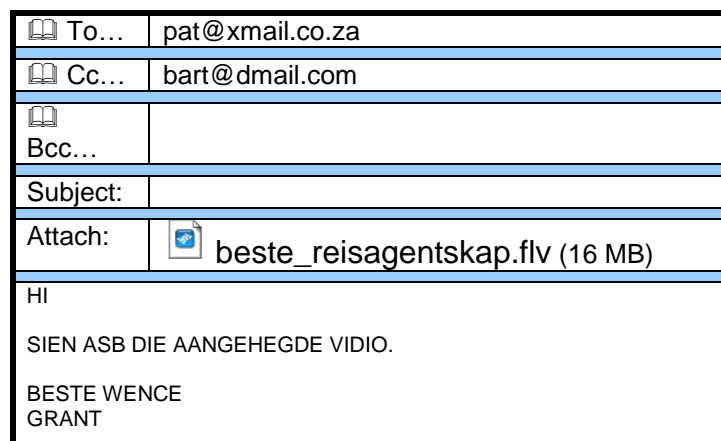 To… pat@xmail.co.za
Cc… bart@dmail.com
Bcc…
Subject:
Attach: beste_reisagentskap.flv (16 MB)
HI
SIEN ASB DIE AANGEHEGDE VIDIO.
BESTE WENCE
GRANT